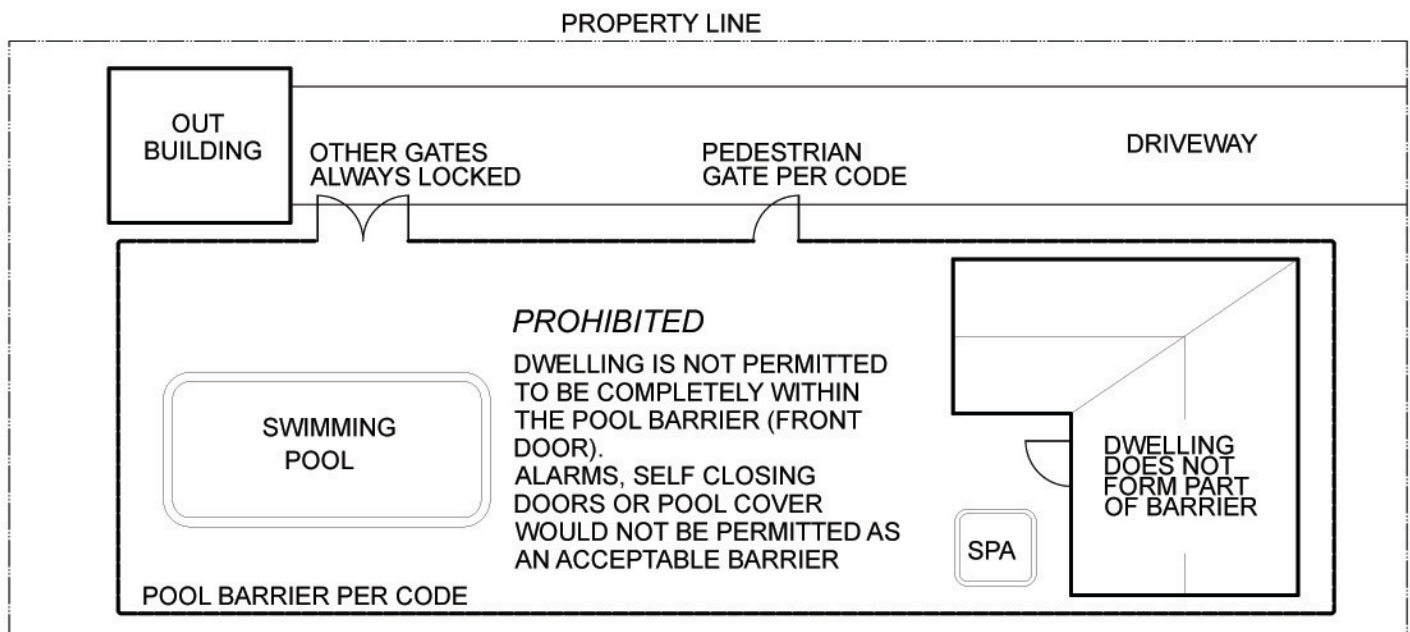 PROPERTY LINE
OUT
BUILDING
OTHER GATES
ALWAYS LOCKED
PEDESTRIAN
GATE PER CODE
DRIVEWAY
PROHIBITED
DWELLING IS NOT PERMITTED
TO BE COMPLETELY WITHIN
THE POOL BARRIER (FRONT
DOOR).
ALARMS, SELF CLOSING
DOORS OR POOL COVER
WOULD NOT BE PERMITTED AS
AN ACCEPTABLE BARRIER
SWIMMING
POOL
DWELLING
DOES NOT
FORM PART
OF BARRIER
SPA
POOL BARRIER PER CODE